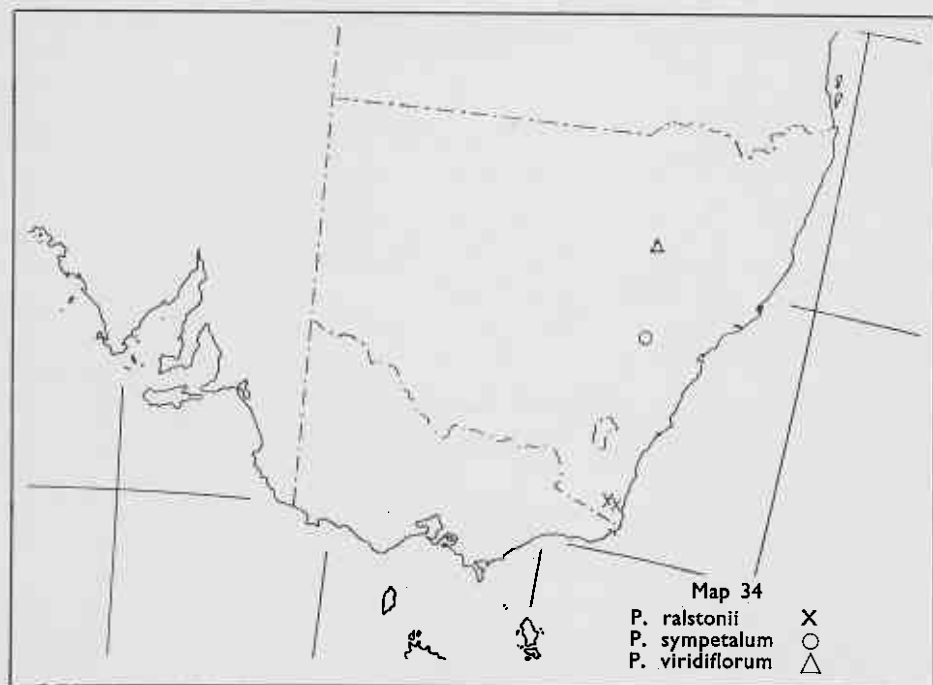 Map 34
P. ralstonii X
P. sympetalum ○
P. viridiflorum △